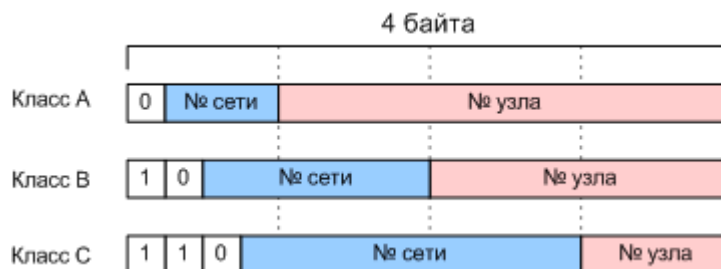 4 байта
Класс А 0 № сети № узла
Класс В 1 0 № сети № узла
Класс С 1 1 0 № сети № узла